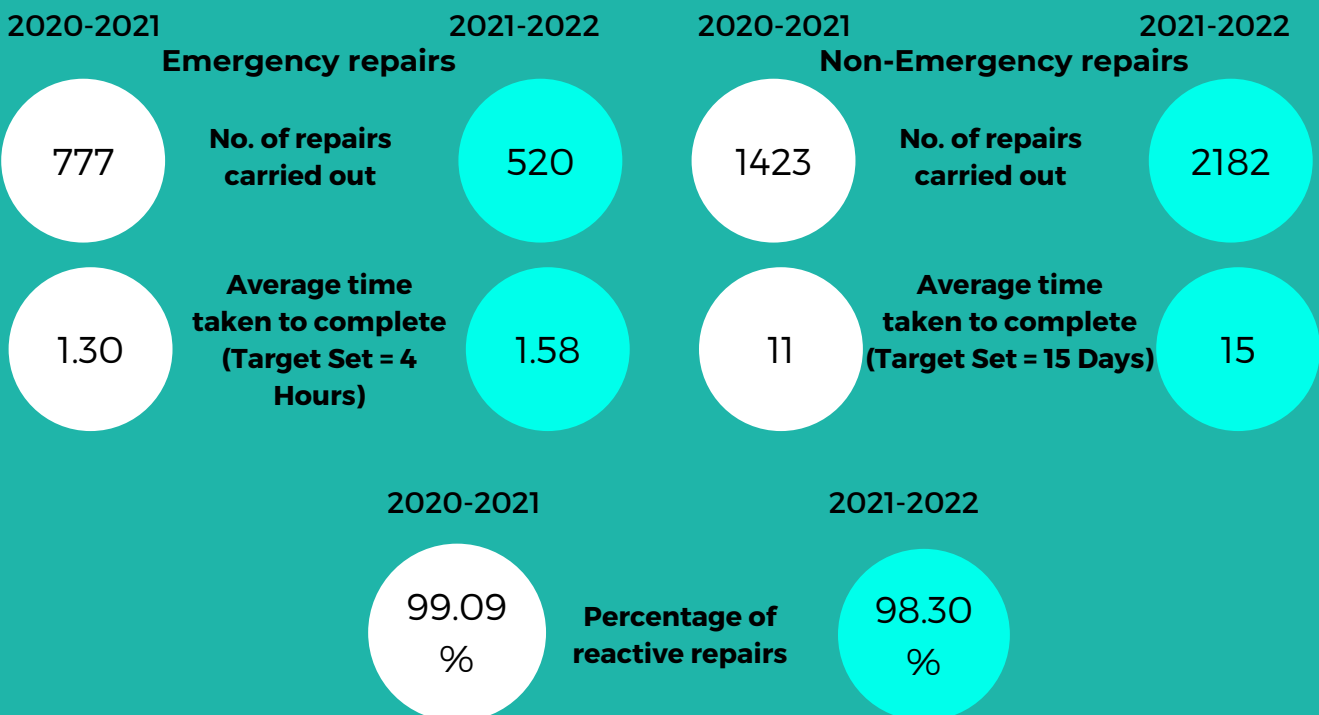 2020-2021
2021-2022
Emergency repairs
777
No. of repairs
carried out
520
1.30
Average time
taken to complete
(Target Set = 4
Hours)
1.58
2020-2021
2021-2022
Non-Emergency repairs
1423
No. of repairs
carried out
2182
11
Average time
taken to complete
(Target Set = 15 Days)
15
2020-2021
2021-2022
99.09
%
Percentage of
reactive repairs
98.30
%